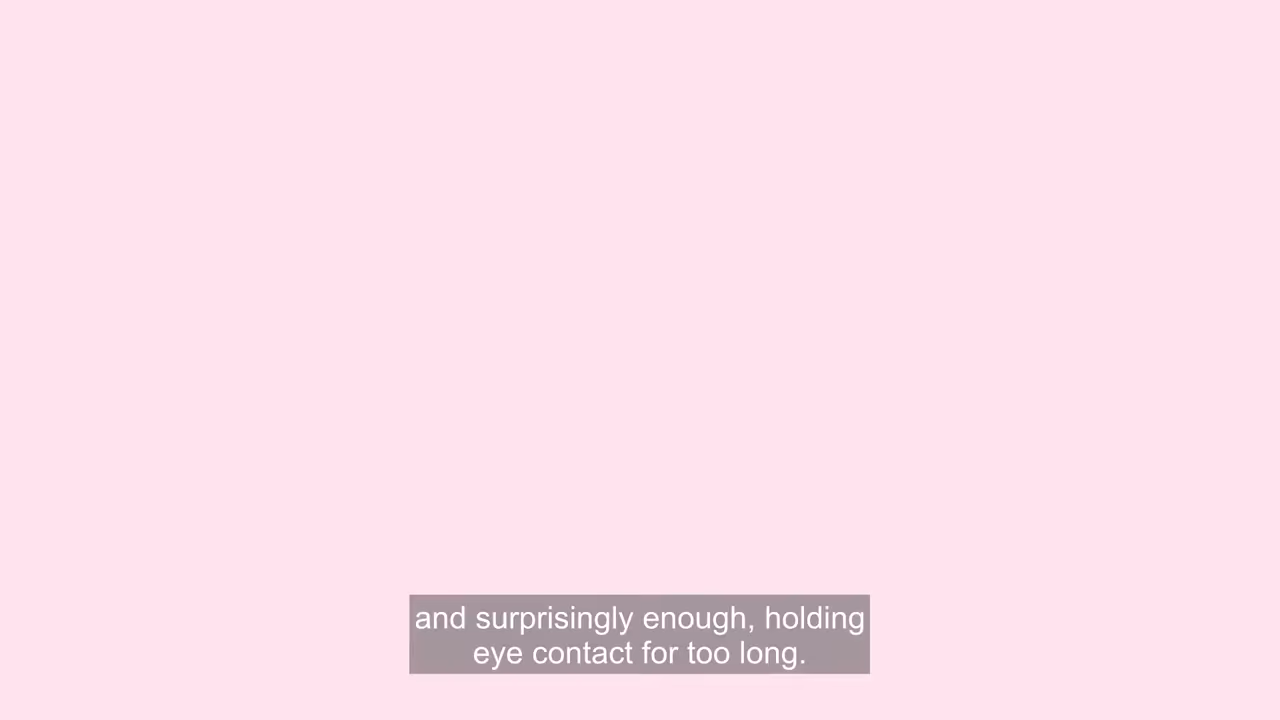 and surprisingly enough, holding
eye contact for too long.